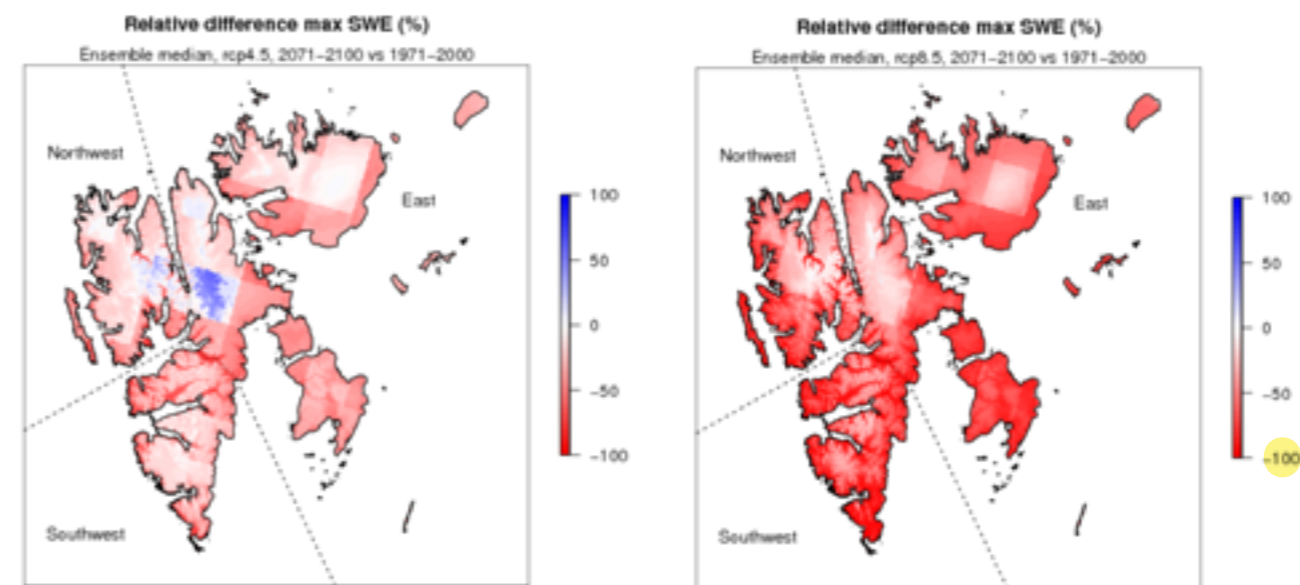 Relative difference max SWE (%)
Ensemble median, rcp4.5, 2071−2100 vs 1971−2000
Northwest
East
Southwest
100
50
0
−50
−100
Relative difference max SWE (%)
Ensemble median, rcp8.5, 2071−2100 vs 1971−2000
Northwest
East
Southwest
100
50
0
−50
−100